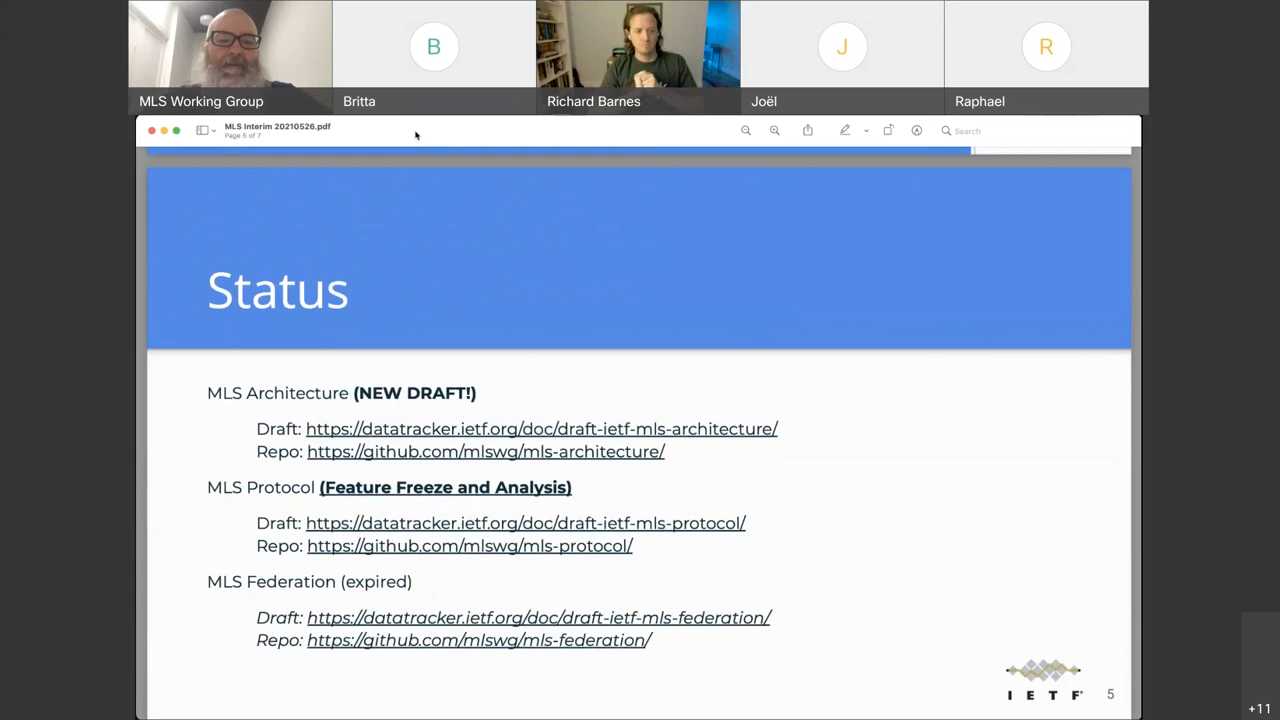 B
J
R
MLS Working Group
Britta
Richard Barnes
Joël
Raphael
MLS Interim 20210526.pdf
Page 5 of 7
Search
Status
MLS Architecture (NEW DRAFT!)
Draft: https://datatracker.ietf.org/doc/draft-ietf-mls-architecture/
Repo: https://github.com/mlswg/mls-architecture/
MLS Protocol (Feature Freeze and Analysis)
Draft: https://datatracker.ietf.org/doc/draft-ietf-mls-protocol/
Repo: https://github.com/mlswg/mls-protocol/
MLS Federation (expired)
Draft: https://datatracker.ietf.org/doc/draft-ietf-mls-federation/
Repo: https://github.com/mlswg/mls-federation/
I E T F®
5
+11